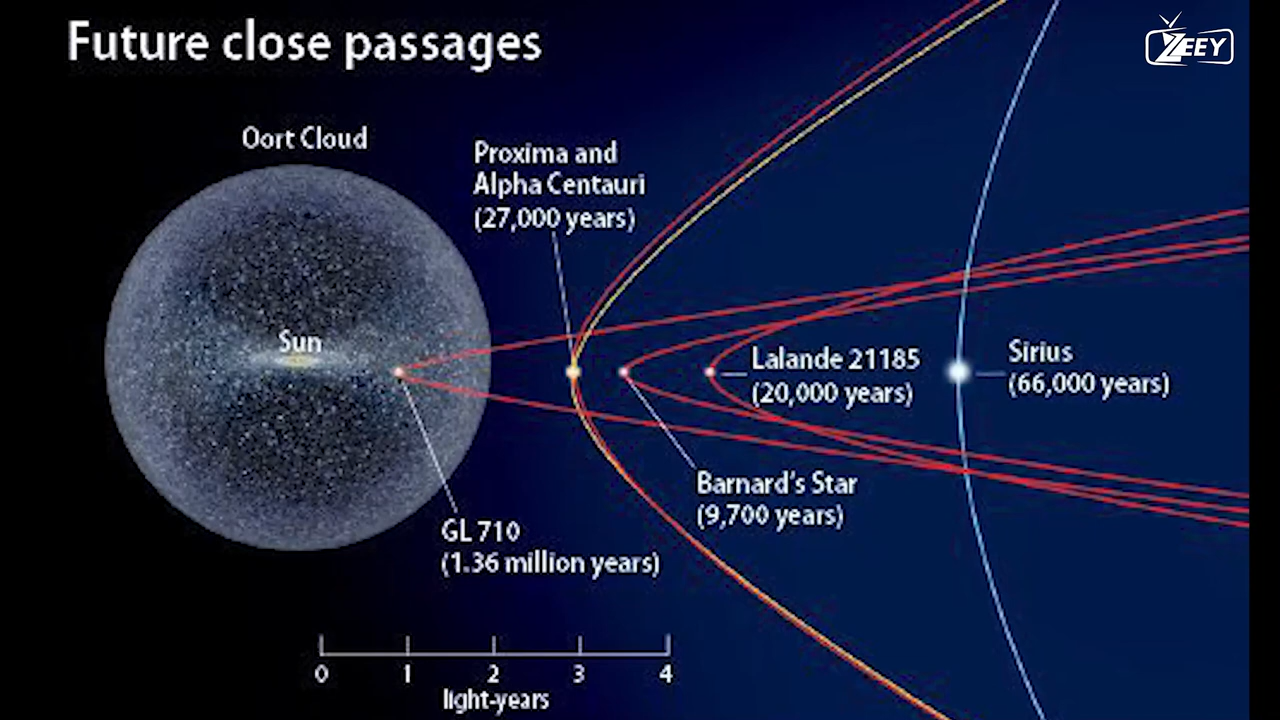 Future close passages
ZEEY
Oort Cloud
Proxima and
Alpha Centauri
(27,000 years)
Sun
Lalande 21185
(20,000 years)
Sirius
(66,000 years)
Barnard's Star
(9,700 years)
GL 710
(1.36 million years)
0 1 2 3 4
light-years